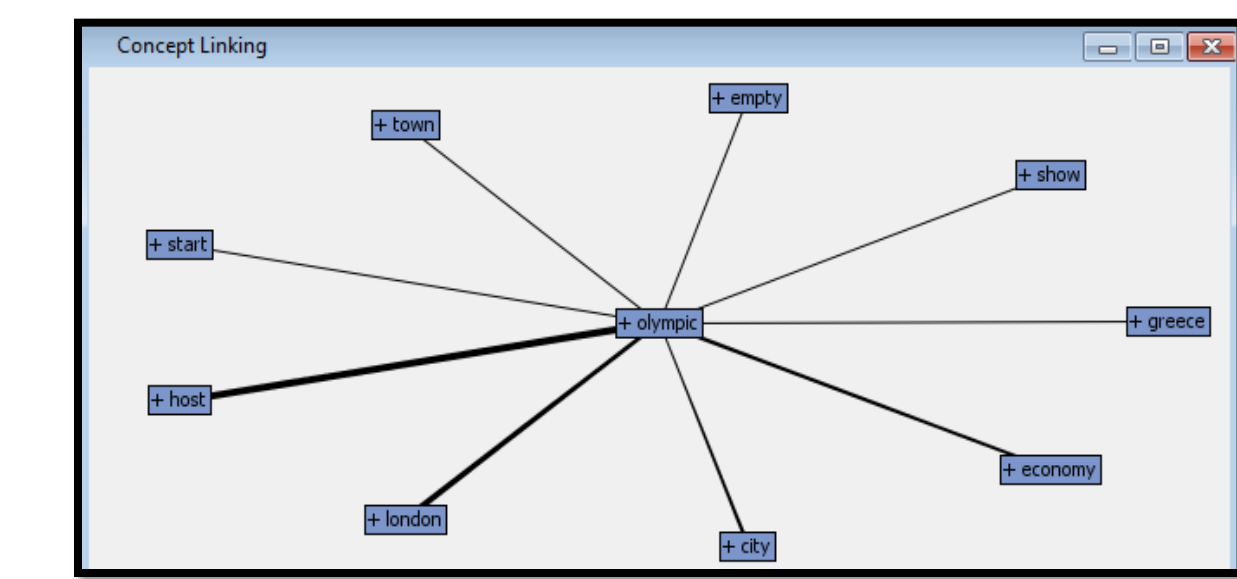 Concept Linking
+ empty
+ town
+ show
+ start
+ olympic
+ greece
+ host
+ economy
+ london
+ city